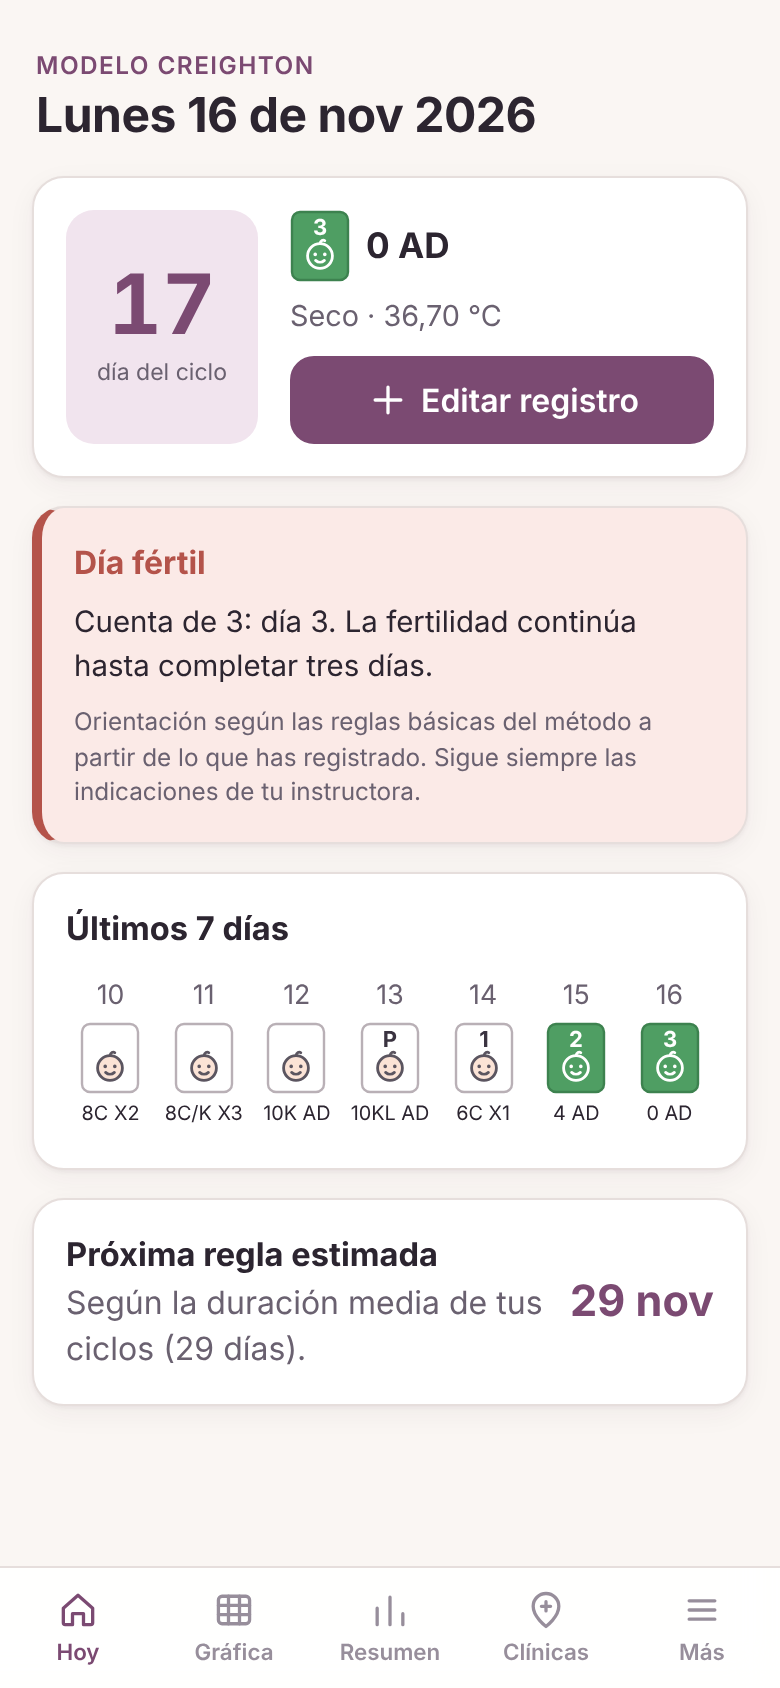 MODELO CREIGHTON
Lunes 16 de nov 2026
17
día del ciclo
3
0 AD
Seco · 36,70 °C
Editar registro
Día fértil
Cuenta de 3: día 3. La fertilidad continúa
hasta completar tres días.
Orientación según las reglas básicas del método a
partir de lo que has registrado. Sigue siempre las
indicaciones de tu instructora.
Últimos 7 días
10 11 12 13 14 15 16
P 1 2 3
8C X2 8C/K X3 10K AD 10KL AD 6C X1 4 AD 0 AD
Próxima regla estimada
Según la duración media de tus
ciclos (29 días).
29 nov
Hoy Gráfica Resumen Clínicas Más